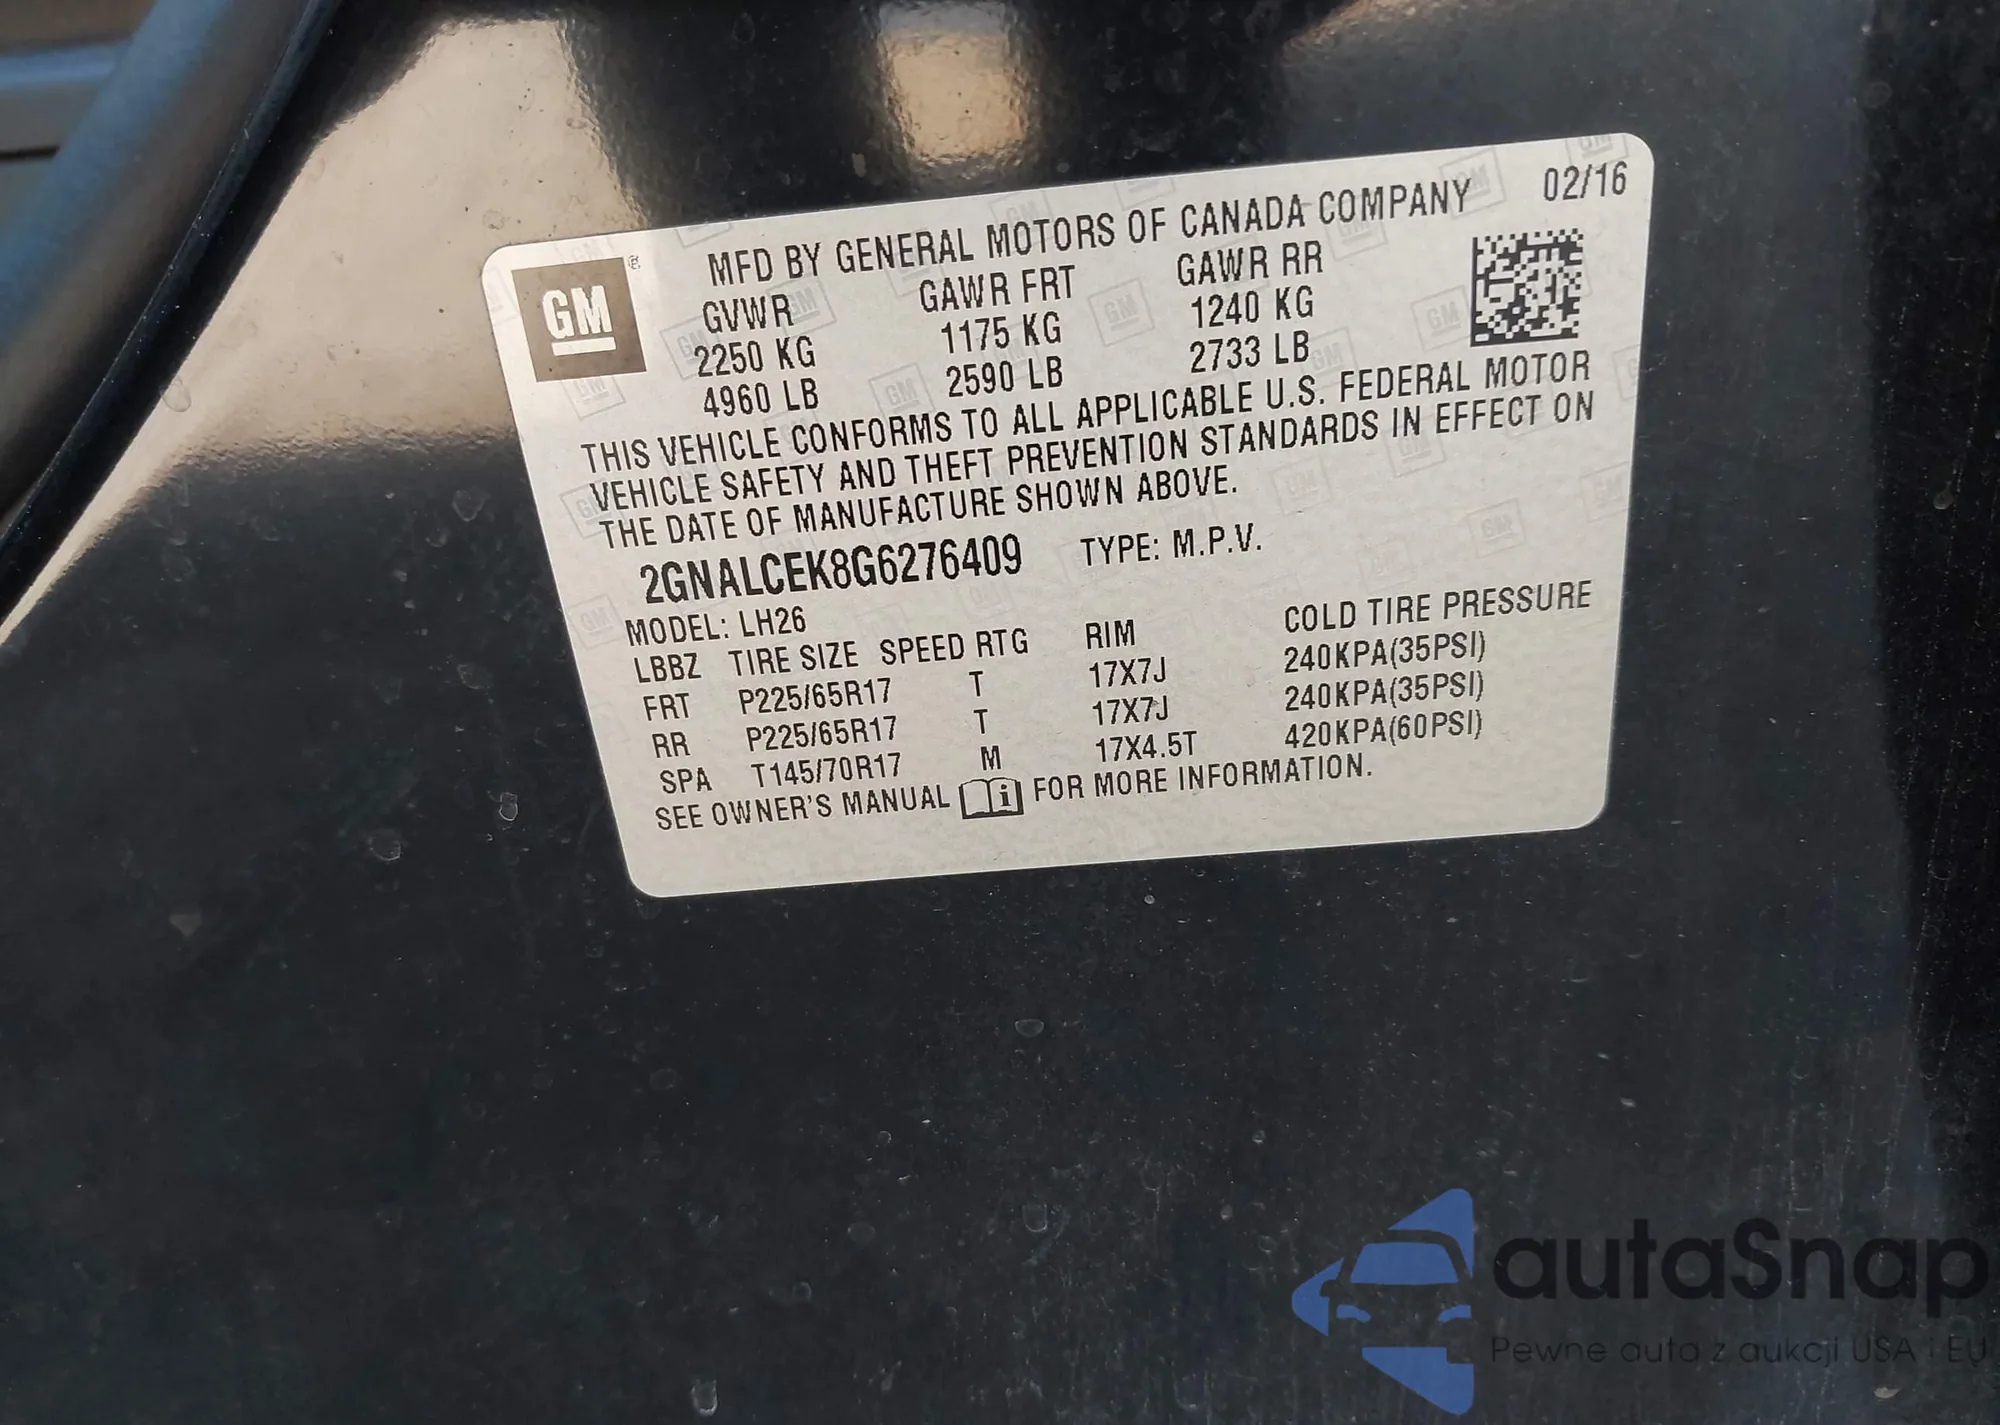 MFD BY GENERAL MOTORS OF CANADA COMPANY 02/16
GM
GVWR GAWR FRT GAWR RR
2250 KG 1175 KG 1240 KG
4960 LB 2590 LB 2733 LB
THIS VEHICLE CONFORMS TO ALL APPLICABLE U.S. FEDERAL MOTOR
VEHICLE SAFETY AND THEFT PREVENTION STANDARDS IN EFFECT ON
THE DATE OF MANUFACTURE SHOWN ABOVE.
2GNALCEK8G6276409 TYPE: M.P.V.
MODEL: LH26
LBBZ TIRE SIZE SPEED RTG RIM COLD TIRE PRESSURE
FRT P225/65R17 T 17X7J 240KPA(35PSI)
RR P225/65R17 T 17X7J 240KPA(35PSI)
SPA T145/70R17 M 17X4.5T 420KPA(60PSI)
SEE OWNER'S MANUAL i FOR MORE INFORMATION.
autaSnap
Pewne auta z aukcji USA i EU